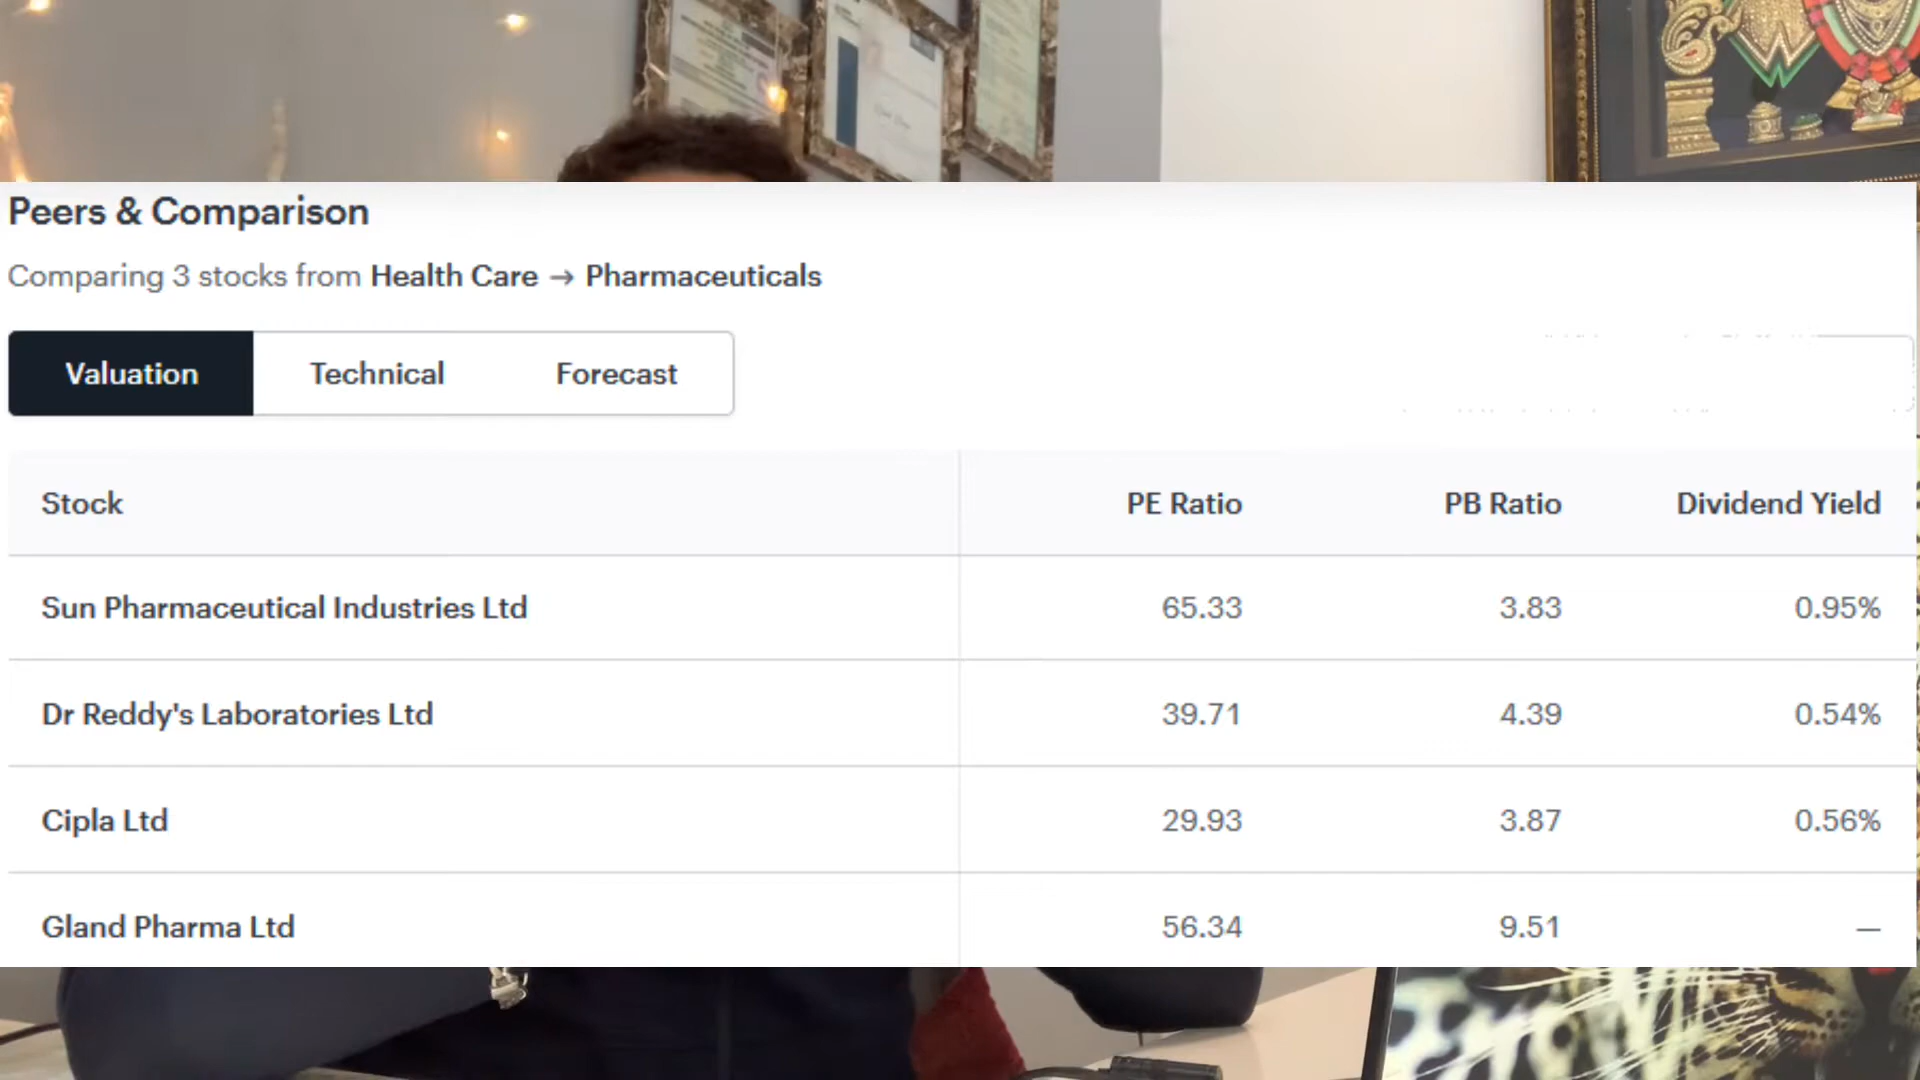 Peers & Comparison
Comparing 3 stocks from Health Care → Pharmaceuticals
Valuation Technical Forecast
Stock PE Ratio PB Ratio Dividend Yield
Sun Pharmaceutical Industries Ltd 65.33 3.83 0.95%
Dr Reddy's Laboratories Ltd 39.71 4.39 0.54%
Cipla Ltd 29.93 3.87 0.56%
Gland Pharma Ltd 56.34 9.51 —